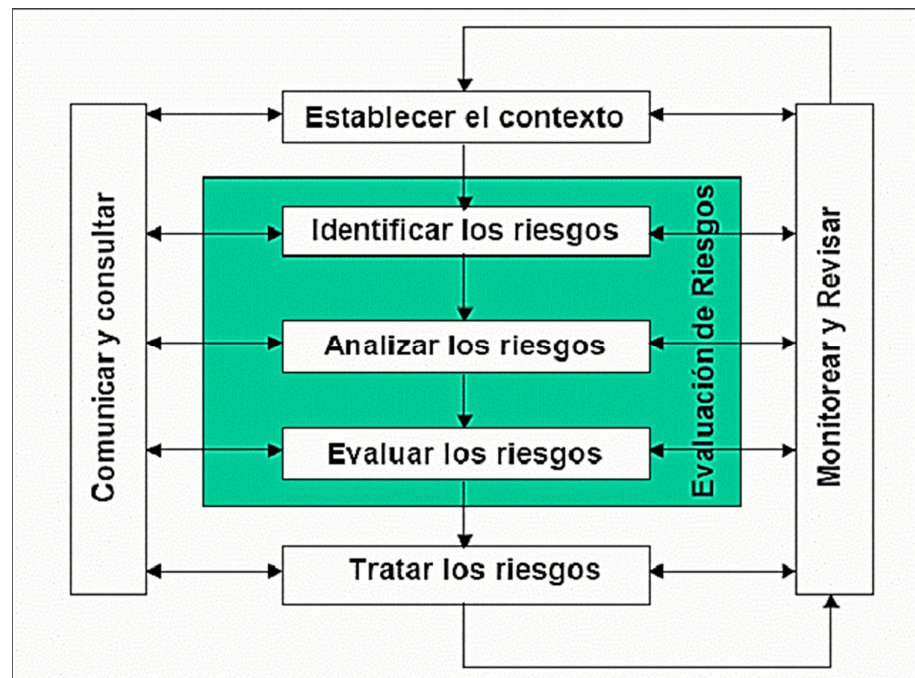 Establecer el contexto
Comunicar y consultar
Identificar los riesgos
Analizar los riesgos
Evaluar los riesgos
Evaluación de Riesgos
Monitorear y Revisar
Tratar los riesgos